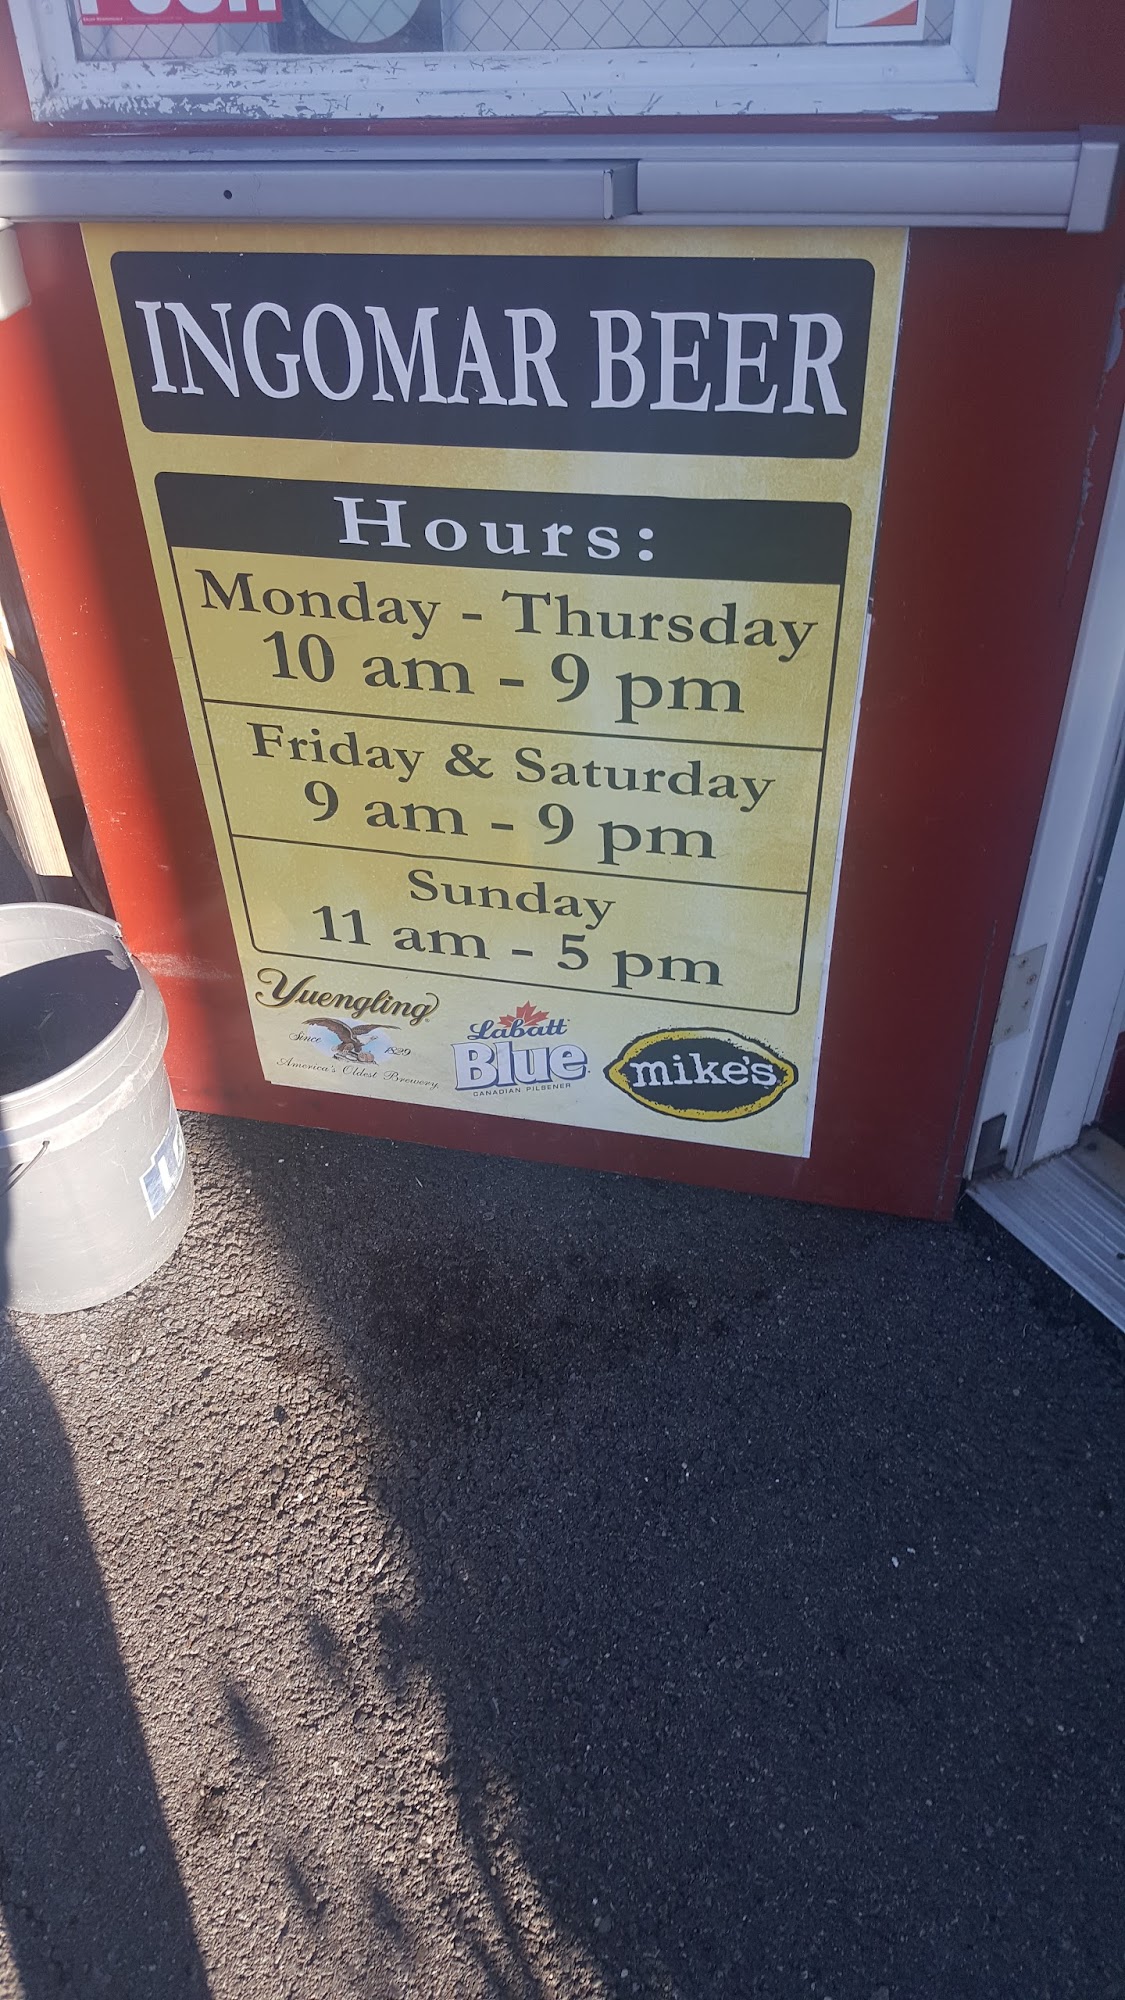 INGOMAR BEER
Hours:
Monday - Thursday
10 am - 9 pm
Friday & Saturday
9 am - 9 pm
Sunday
11 am - 5 pm
Yuengling
Since 1829
America's Oldest Brewery
Labatt
Blue
CANADIAN PILSENER
mike's